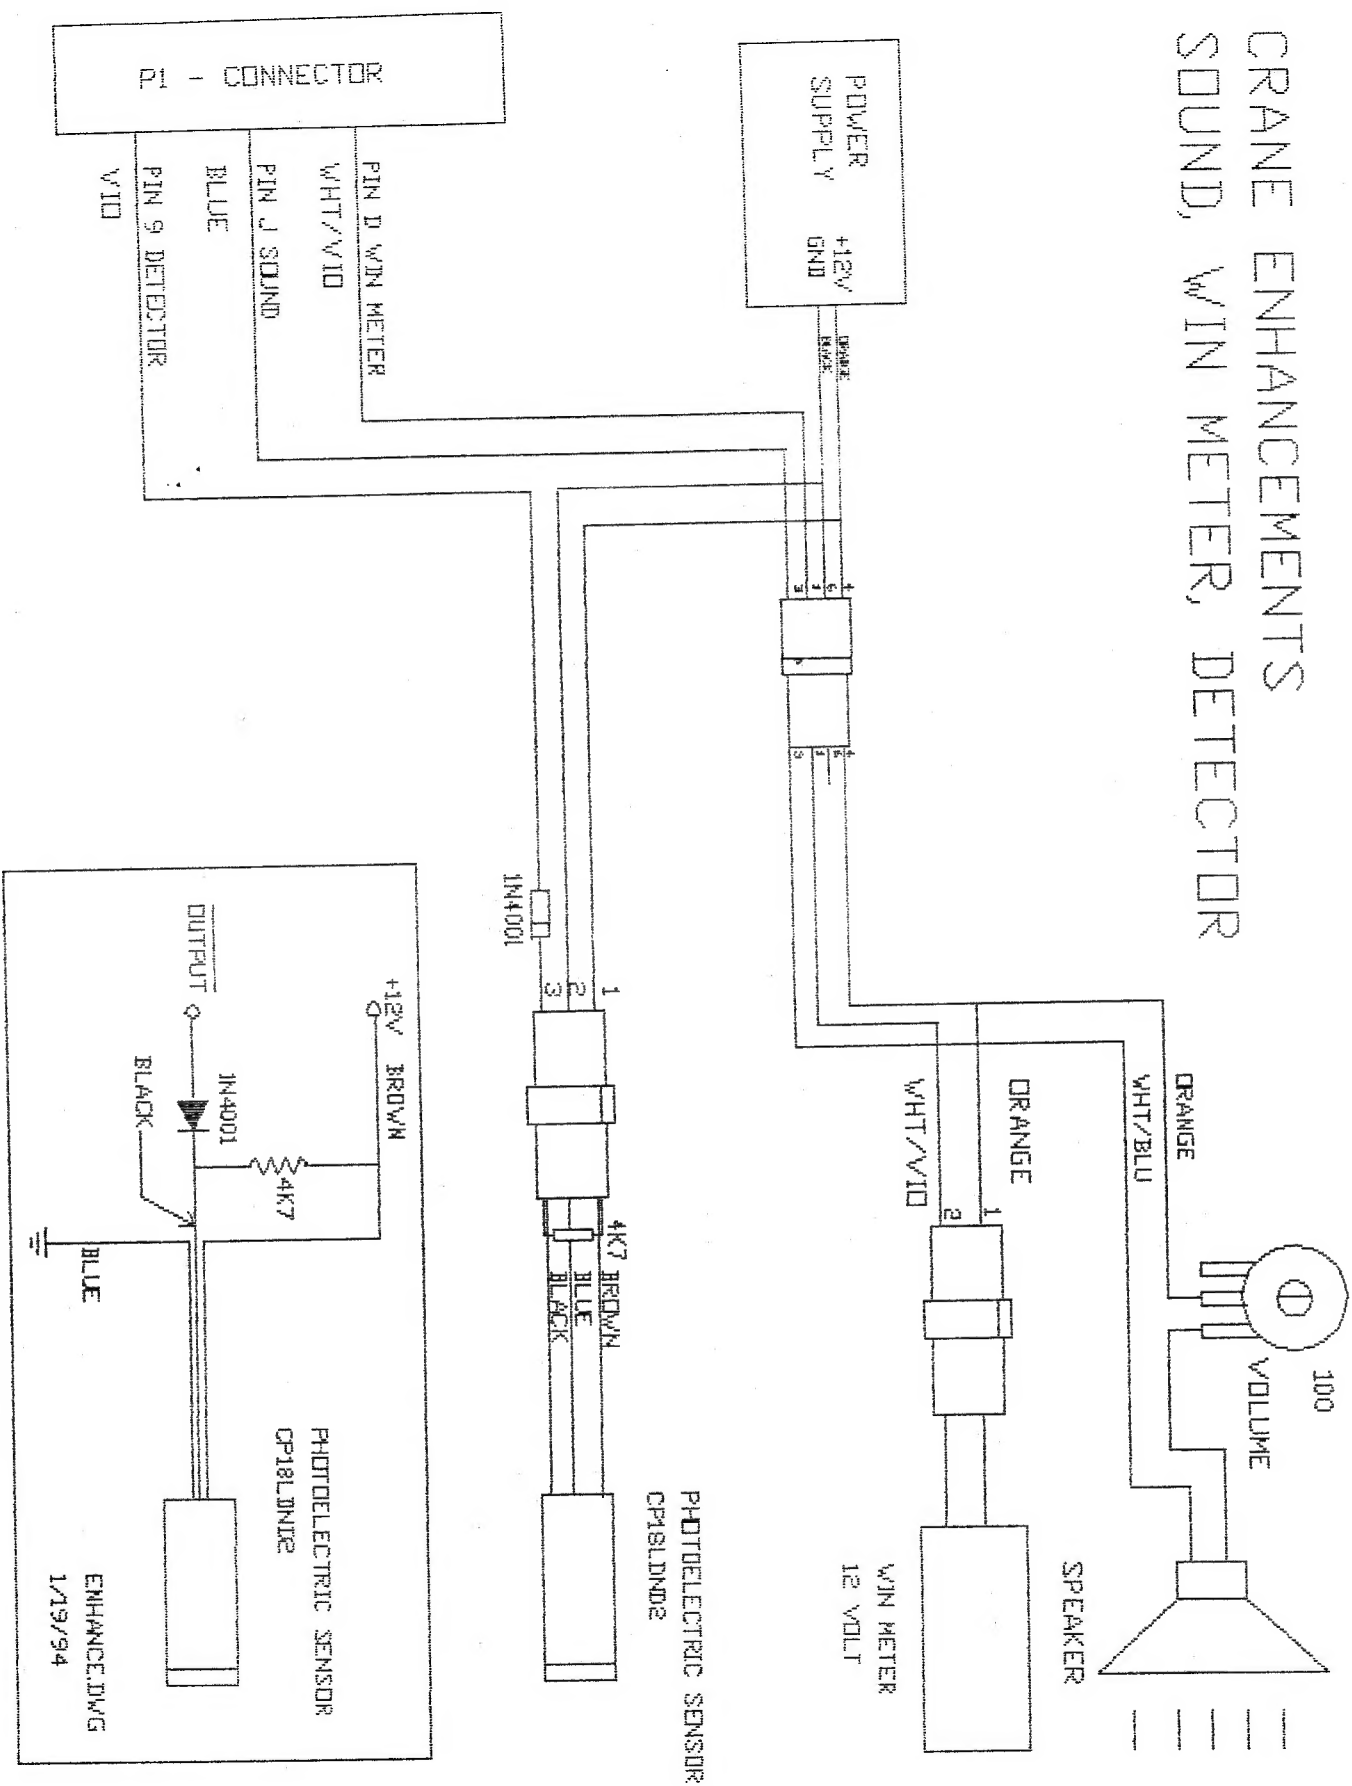 CRANE ENHANCEMENTS
SOUND, WIN METER, DETECTOR
P1 - CONNECTOR
PIN D WIN METER
WHT/VIO
PIN J SOUND
BLUE
PIN 9 DETECTOR
VIO
POWER
SUPPLY
+12V
GND
ORANGE
BLACK
ORANGE
WHT/BLU
100
VOLUME
SPEAKER
ORANGE
WHT/VIO
1
2
WIN METER
12 VOLT
1N4001
1
2
3
4K7
BROWN
BLUE
BLACK
PHOTOELECTRIC SENSOR
CP18LDND2
+12V
BROWN
OUTPUT
1N4001
4K7
BLACK
BLUE
PHOTOELECTRIC SENSOR
CP18LDND2
ENHANCE.DWG
1/19/94